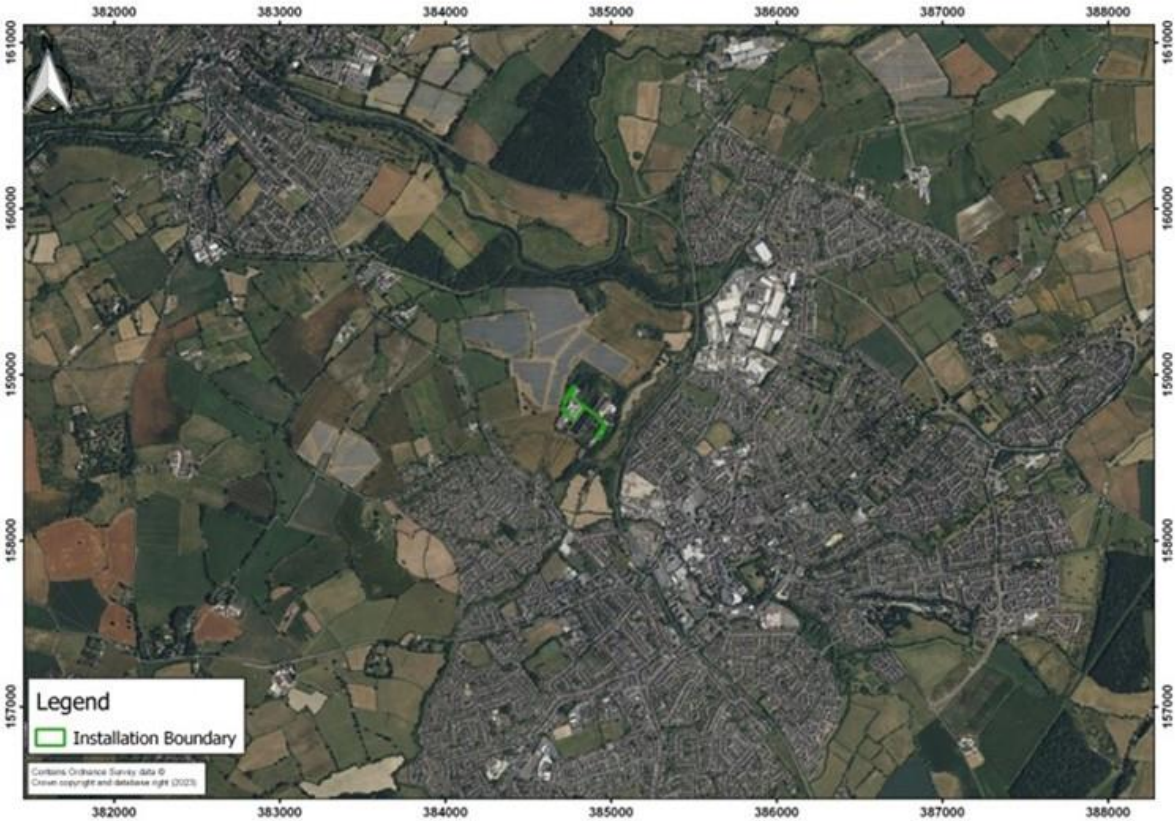 382000 383000 384000 385000 386000 387000 388000
161000 161000
160000 160000
159000 159000
158000 158000
157000 157000
Legend
Installation Boundary
Contains Ordnance Survey data ©
Crown copyright and database right (2023)
382000 383000 384000 385000 386000 387000 388000